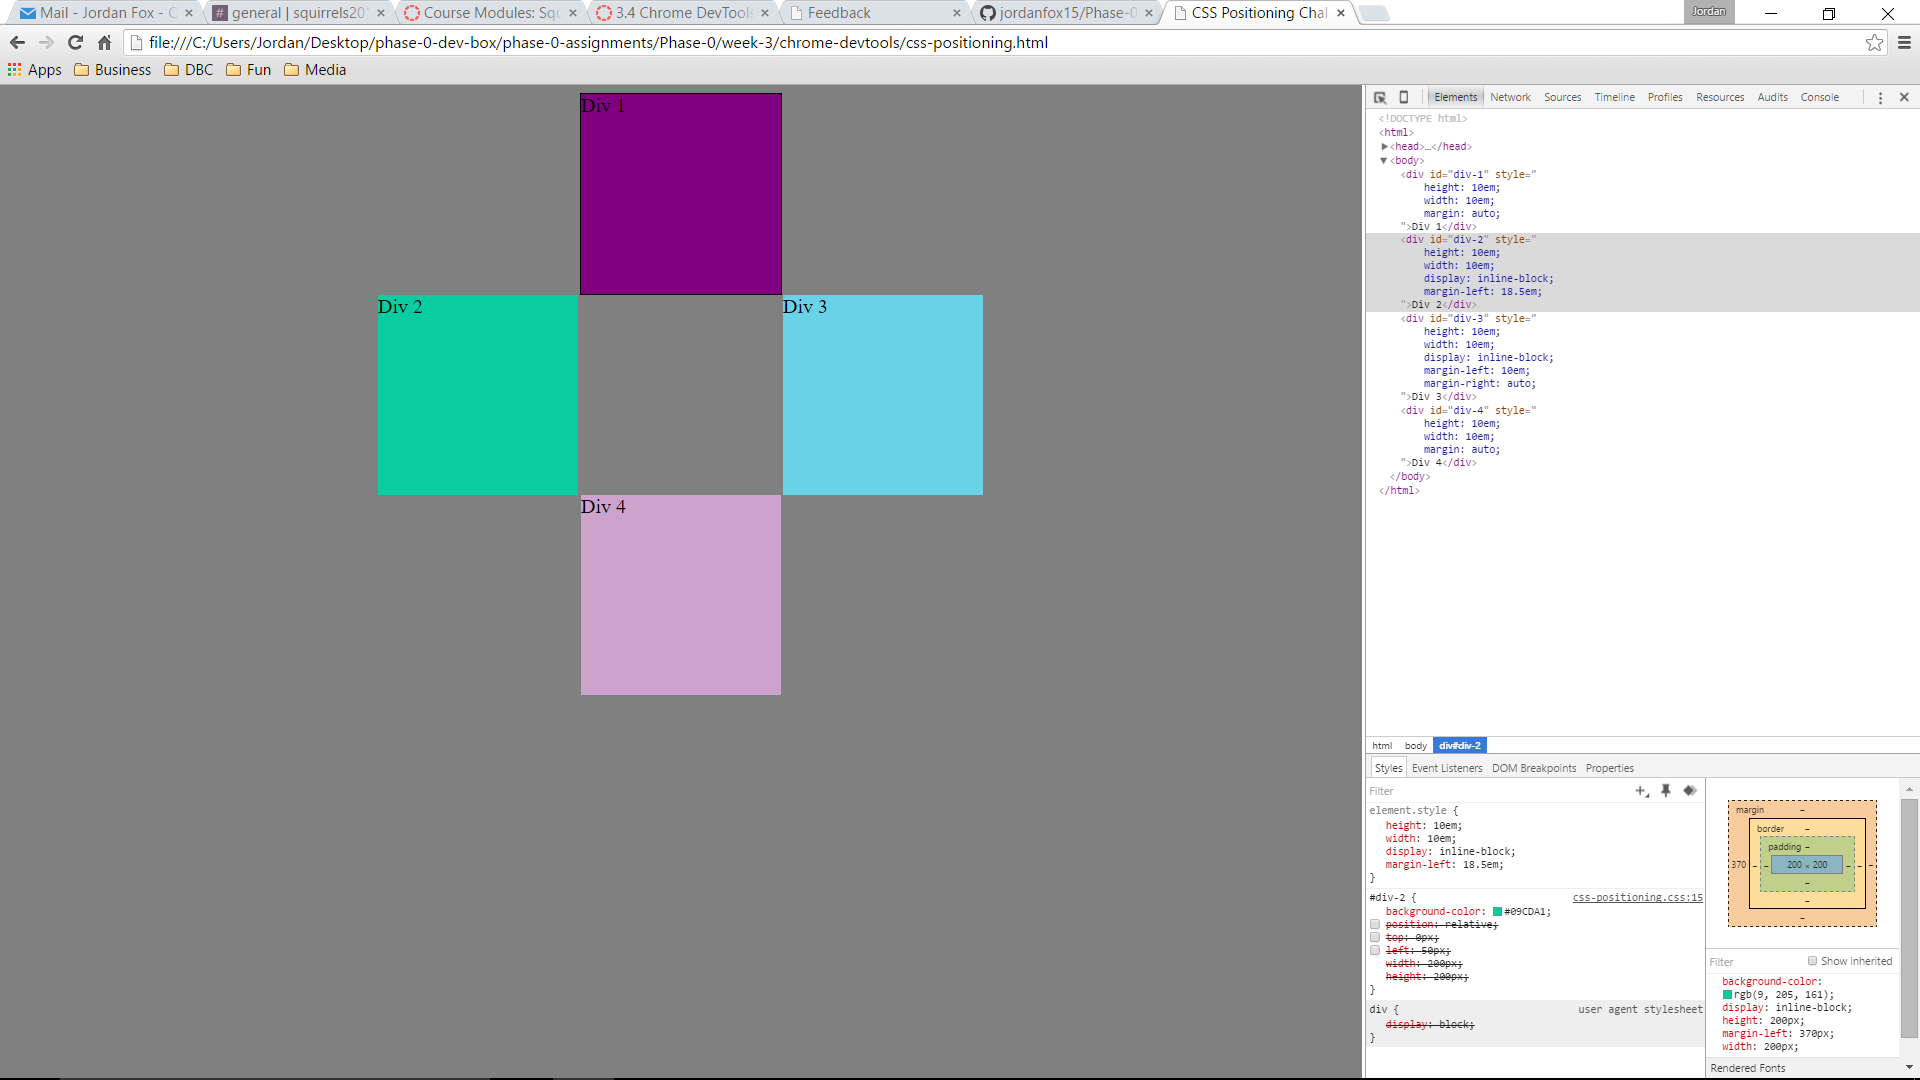 Mail - Jordan Fox - O
general | squirrels20
Course Modules: Squ
3.4 Chrome DevTools
Feedback
jordanfox15/Phase-0
CSS Positioning Chal
Jordan
file:///C:/Users/Jordan/Desktop/phase-0-dev-box/phase-0-assignments/Phase-0/week-3/chrome-devtools/css-positioning.html
Apps Business DBC Fun Media
Div 1
Div 2
Div 3
Div 4
Elements Network Sources Timeline Profiles Resources Audits Console
<!DOCTYPE html>
<html>
<head>…</head>
<body>
<div id="div-1" style="
height: 10em;
width: 10em;
margin: auto;
">Div 1</div>
<div id="div-2" style="
height: 10em;
width: 10em;
display: inline-block;
margin-left: 18.5em;
">Div 2</div>
<div id="div-3" style="
height: 10em;
width: 10em;
display: inline-block;
margin-left: 10em;
margin-right: auto;
">Div 3</div>
<div id="div-4" style="
height: 10em;
width: 10em;
margin: auto;
">Div 4</div>
</body>
</html>
html body div#div-2
Styles Event Listeners DOM Breakpoints Properties
Filter
element.style {
height: 10em;
width: 10em;
display: inline-block;
margin-left: 18.5em;
}
#div-2 { css-positioning.css:15
background-color: #09CDA1;
position: relative;
top: 0px;
left: 50px;
width: 200px;
height: 200px;
}
div { user agent stylesheet
display: block;
}
margin -
border -
padding -
370 - - 200 × 200 - - -
-
-
-
Filter Show inherited
background-color:
rgb(9, 205, 161);
display: inline-block;
height: 200px;
margin-left: 370px;
width: 200px;
Rendered Fonts